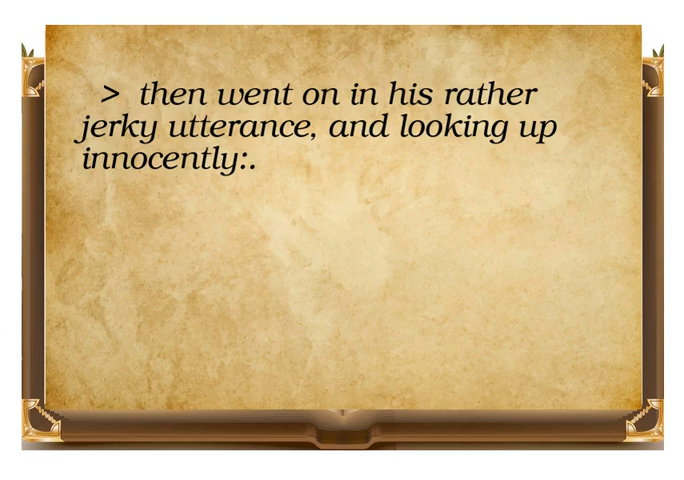 > then went on in his rather
jerky utterance, and looking up
innocently:.